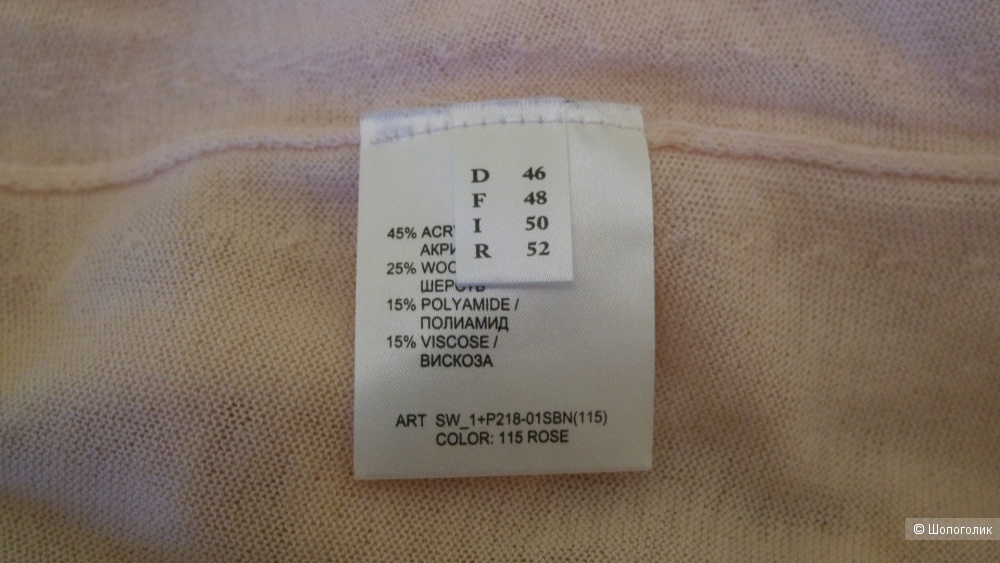 D 46
F 48
I 50
R 52
45% ACR
АКРИ
25% WOO
ШЕРСТЬ
15% POLYAMIDE /
ПОЛИАМИД
15% VISCOSE /
ВИСКОЗА
ART SW_1+P218-01SBN(115)
COLOR: 115 ROSE
© Шопоголик